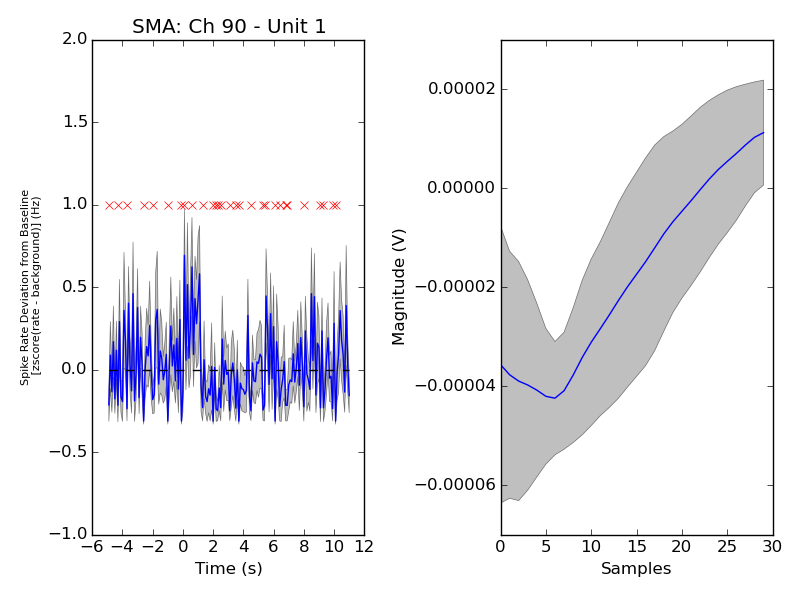 SMA: Ch 90 - Unit 1
Spike Rate Deviation from Baseline
[zscore(rate - background)] (Hz)
2.0
1.5
1.0
0.5
0.0
−0.5
−1.0
−6 −4 −2 0 2 4 6 8 10 12
Time (s)
Magnitude (V)
0.00002
0.00000
−0.00002
−0.00004
−0.00006
0 5 10 15 20 25 30
Samples